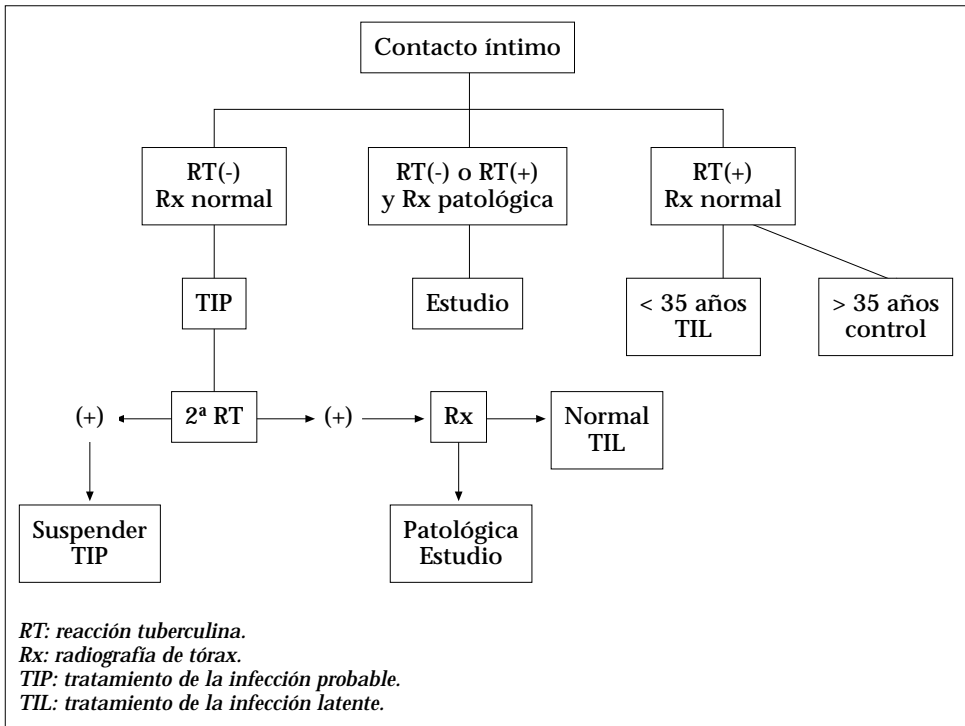 Contacto íntimo
RT(-)
Rx normal
RT(-) o RT(+)
y Rx patológica
RT(+)
Rx normal
TIP
Estudio
< 35 años
TIL
> 35 años
control
(+)
2ª RT
(+)
Rx
Normal
TIL
Suspender
TIP
Patológica
Estudio
RT: reacción tuberculina.
Rx: radiografía de tórax.
TIP: tratamiento de la infección probable.
TIL: tratamiento de la infección latente.